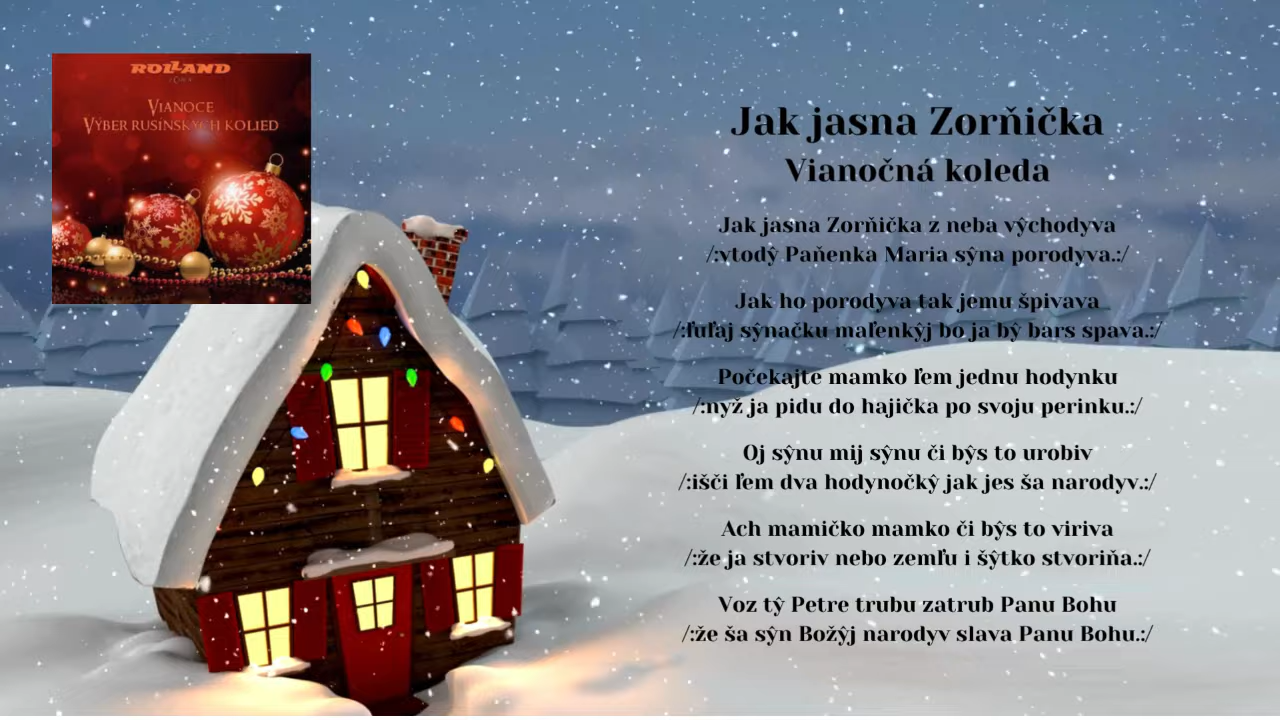 ROLLAND
VIANOCE
VÝBER RUSÍNSKYCH KOLIED
Jak jasna Zorňička
Vianočná koleda
Jak jasna Zorňička z neba vŷchodyva
/:vtodŷ Paňenka Maria sŷna porodyva.:/
Jak ho porodyva tak jemu špivava
/:ľuľaj sŷnačku maľenkŷj bo ja bŷ bars spava.:/
Počekajte mamko ľem jednu hodynku
/:nyž ja pidu do hajička po svoju perinku.:/
Oj sŷnu mij sŷnu či bŷs to urobiv
/:išči ľem dva hodynočkŷ jak jes ša narodyv.:/
Ach mamičko mamko či bŷs to viriva
/:že ja stvoriv nebo zemľu i šŷtko stvoriňa.:/
Voz tŷ Petre trubu zatrub Panu Bohu
/:že ša sŷn Božŷj narodyv slava Panu Bohu.:/